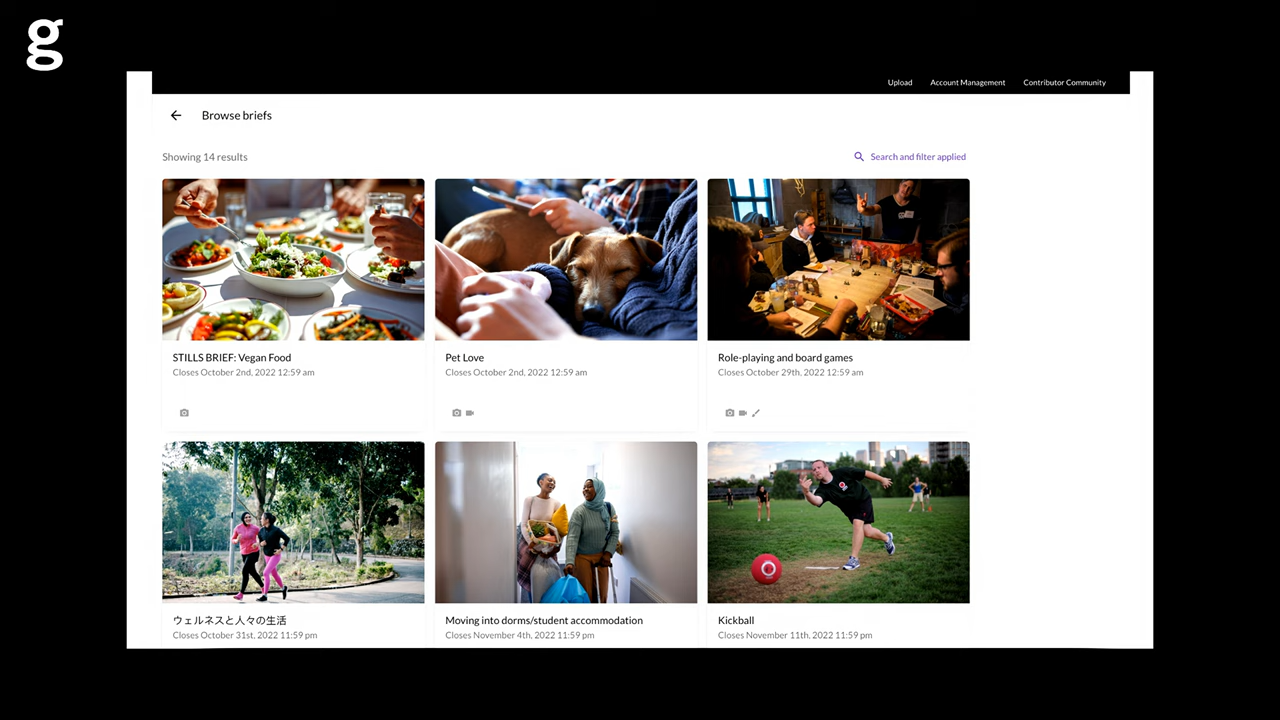 g
Upload Account Management Contributor Community
Browse briefs
Showing 14 results
Search and filter applied
STILLS BRIEF: Vegan Food
Closes October 2nd, 2022 12:59 am
Pet Love
Closes October 2nd, 2022 12:59 am
Role-playing and board games
Closes October 29th, 2022 12:59 am
ウェルネスと人々の生活
Closes October 31st, 2022 11:59 pm
Moving into dorms/student accommodation
Closes November 4th, 2022 11:59 pm
Kickball
Closes November 11th, 2022 11:59 pm